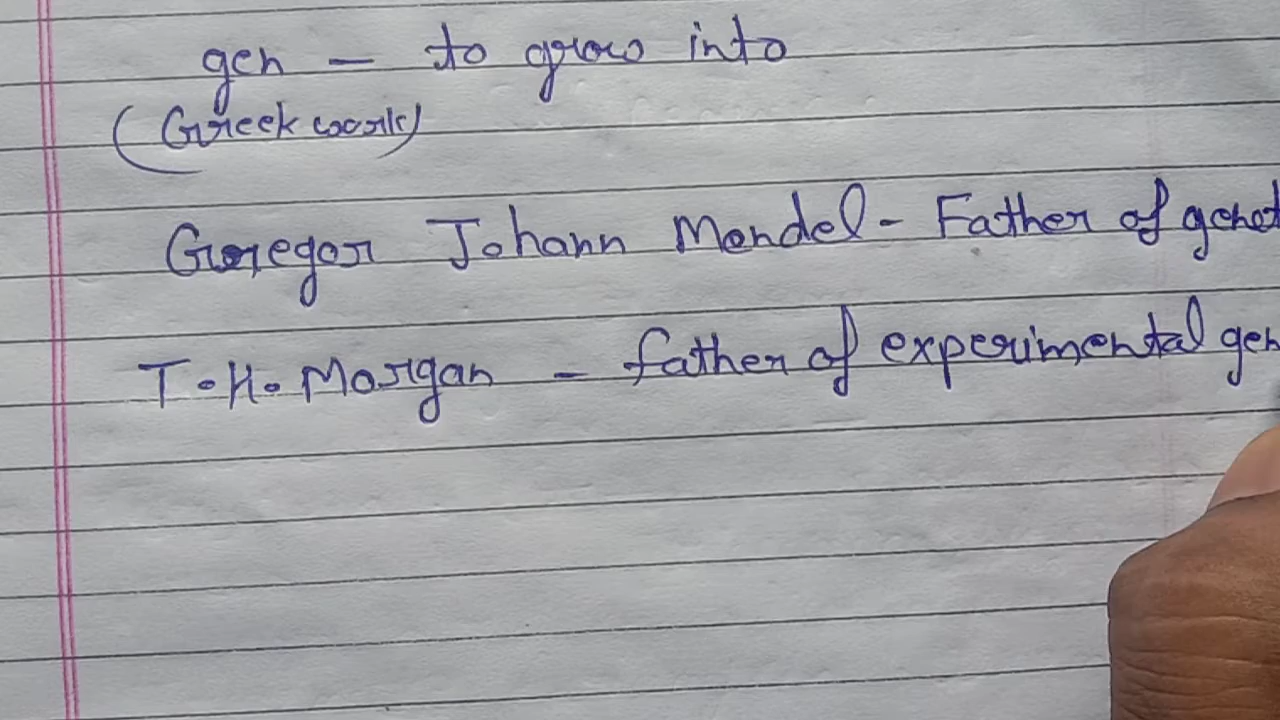 gen - to grow into
(Greek work)
Gregor Johann Mendel - Father of genet
T. H. Morgan - father of experimental gen